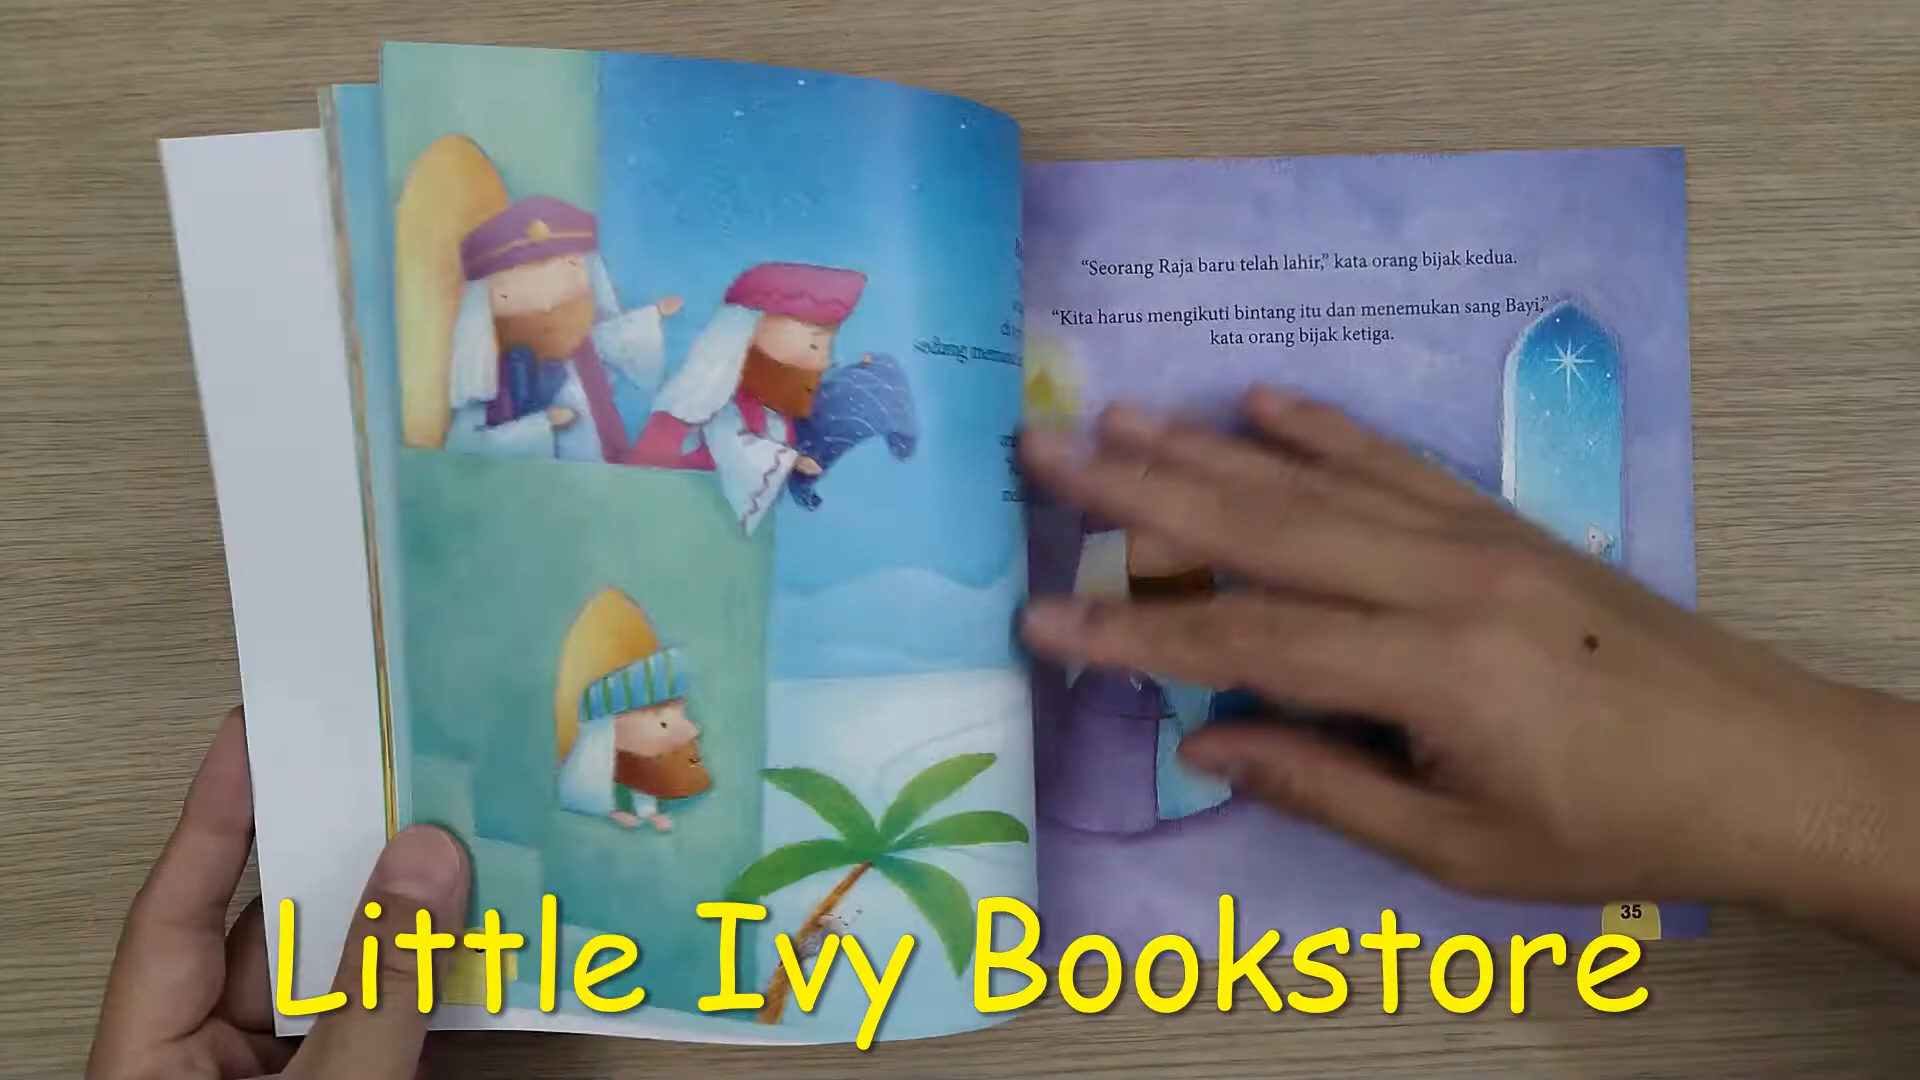 sedang
“Seorang Raja baru telah lahir,” kata orang bijak kedua.
“Kita harus mengikuti bintang itu dan menemukan sang Bayi,”
kata orang bijak ketiga.
35
Little Ivy Bookstore